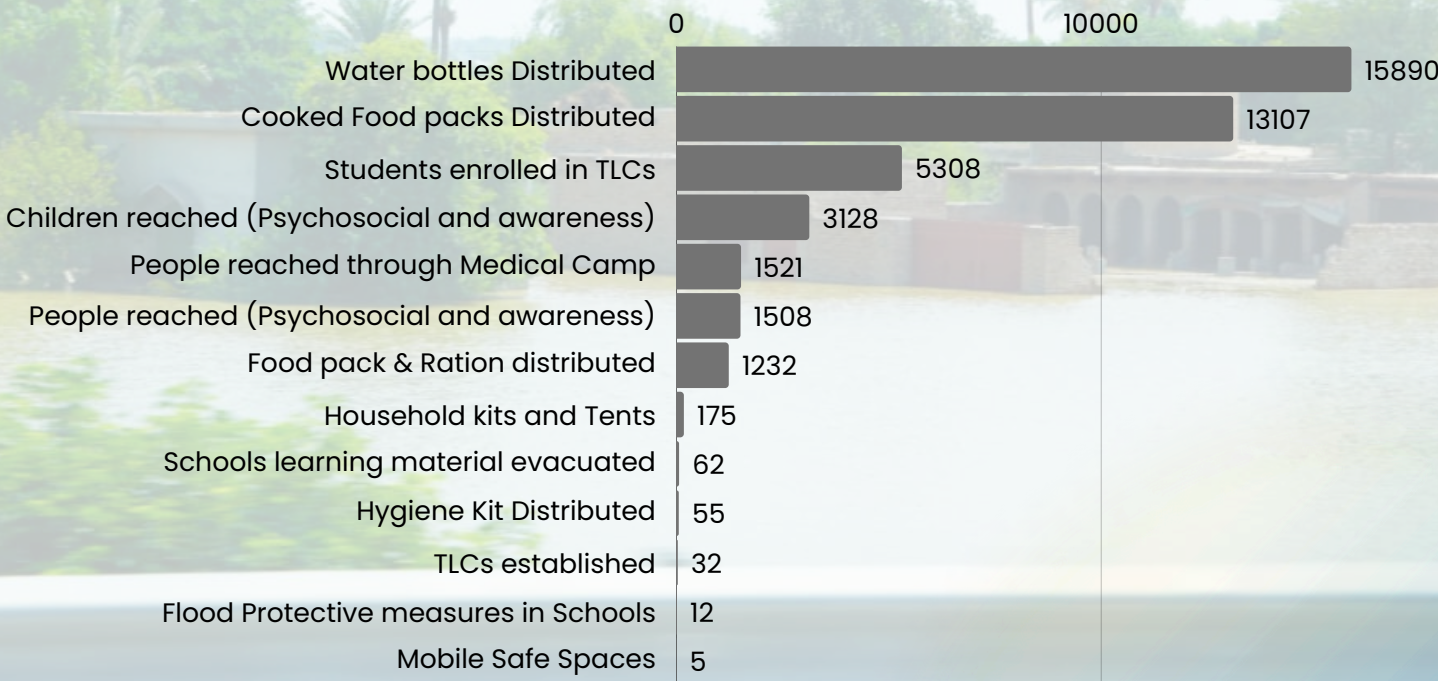 0 10000
Water bottles Distributed 15890
Cooked Food packs Distributed 13107
Students enrolled in TLCs 5308
Children reached (Psychosocial and awareness) 3128
People reached through Medical Camp 1521
People reached (Psychosocial and awareness) 1508
Food pack & Ration distributed 1232
Household kits and Tents 175
Schools learning material evacuated 62
Hygiene Kit Distributed 55
TLCs established 32
Flood Protective measures in Schools 12
Mobile Safe Spaces 5